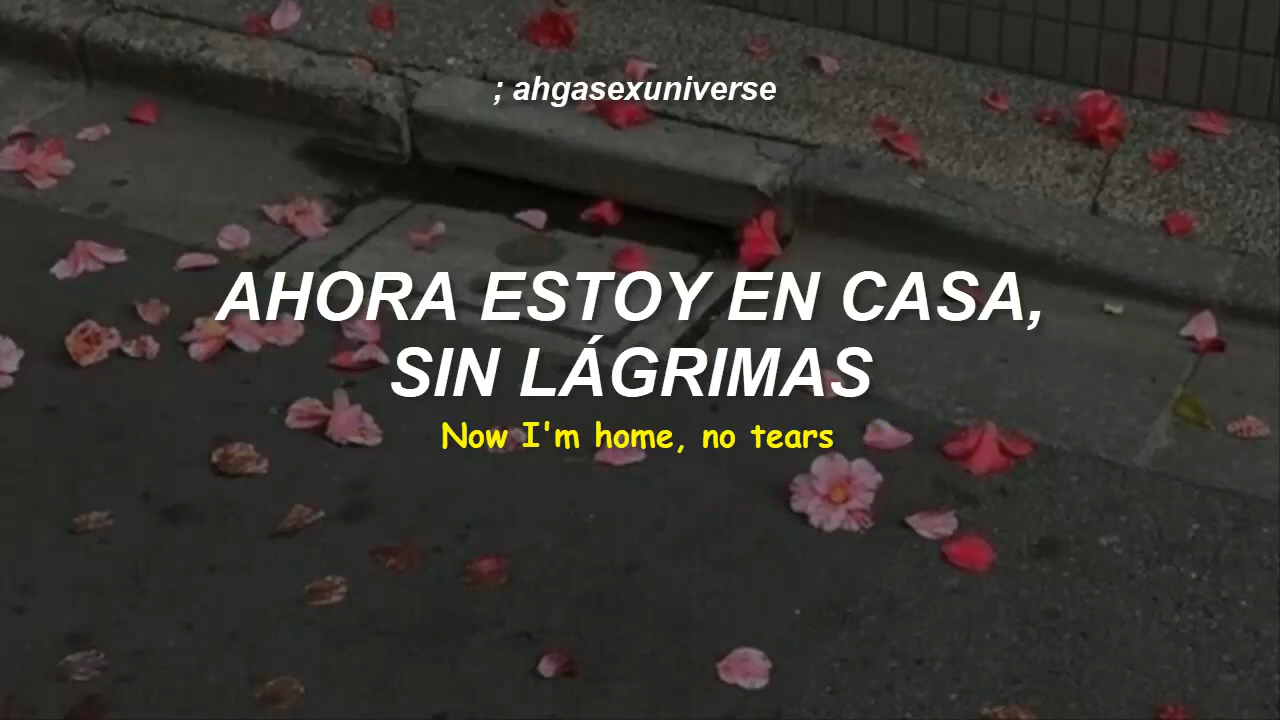 ; ahgasexuniverse
AHORA ESTOY EN CASA,
SIN LÁGRIMAS
Now I'm home, no tears